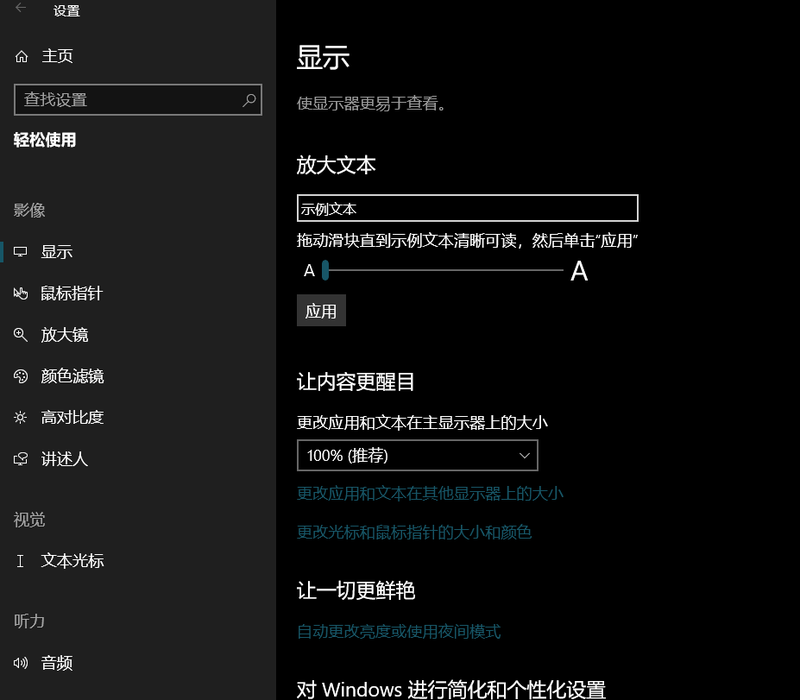 设置
主页
查找设置
轻松使用
影像
显示
鼠标指针
放大镜
颜色滤镜
高对比度
讲述人
视觉
文本光标
听力
音频
显示
使显示器更易于查看。
放大文本
示例文本
拖动滑块直到示例文本清晰可读，然后单击“应用”
A A
应用
让内容更醒目
更改应用和文本在主显示器上的大小
100% (推荐)
更改应用和文本在其他显示器上的大小
更改光标和鼠标指针的大小和颜色
让一切更鲜艳
自动更改亮度或使用夜间模式
对 Windows 进行简化和个性化设置